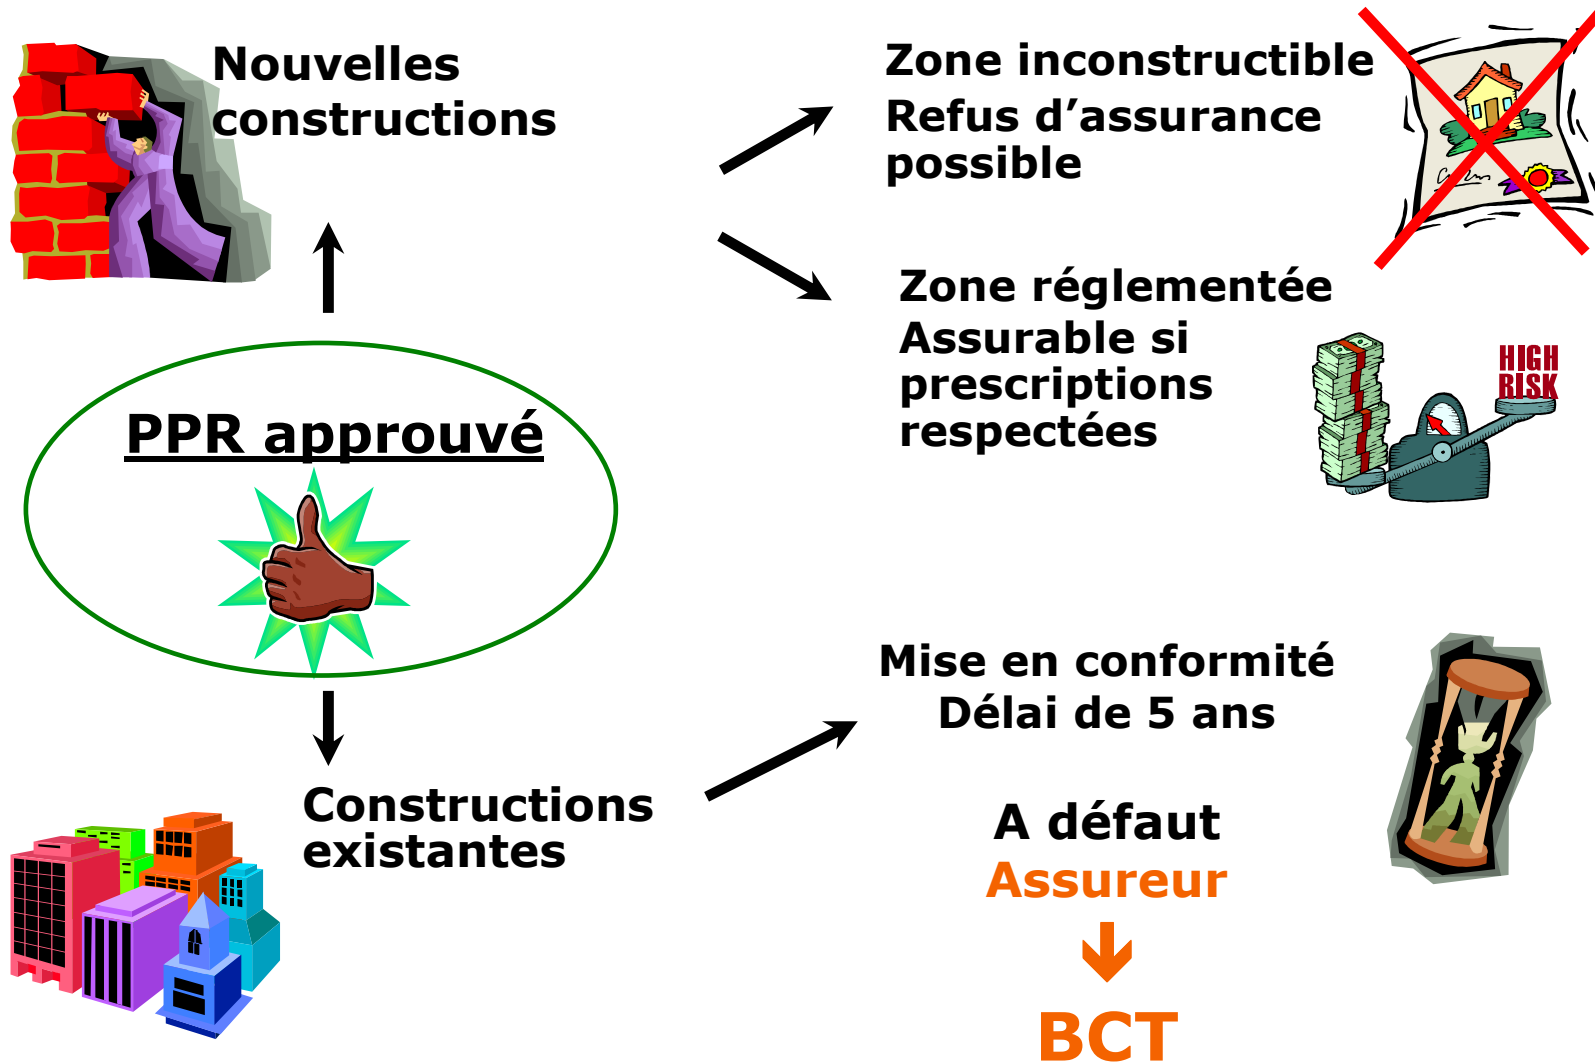 Nouvelles
constructions
Zone inconstructible
Refus d’assurance
possible
Zone réglementée
Assurable si
prescriptions
respectées
HIGH
RISK
PPR approuvé
Constructions
existantes
Mise en conformité
Délai de 5 ans
A défaut
Assureur
BCT